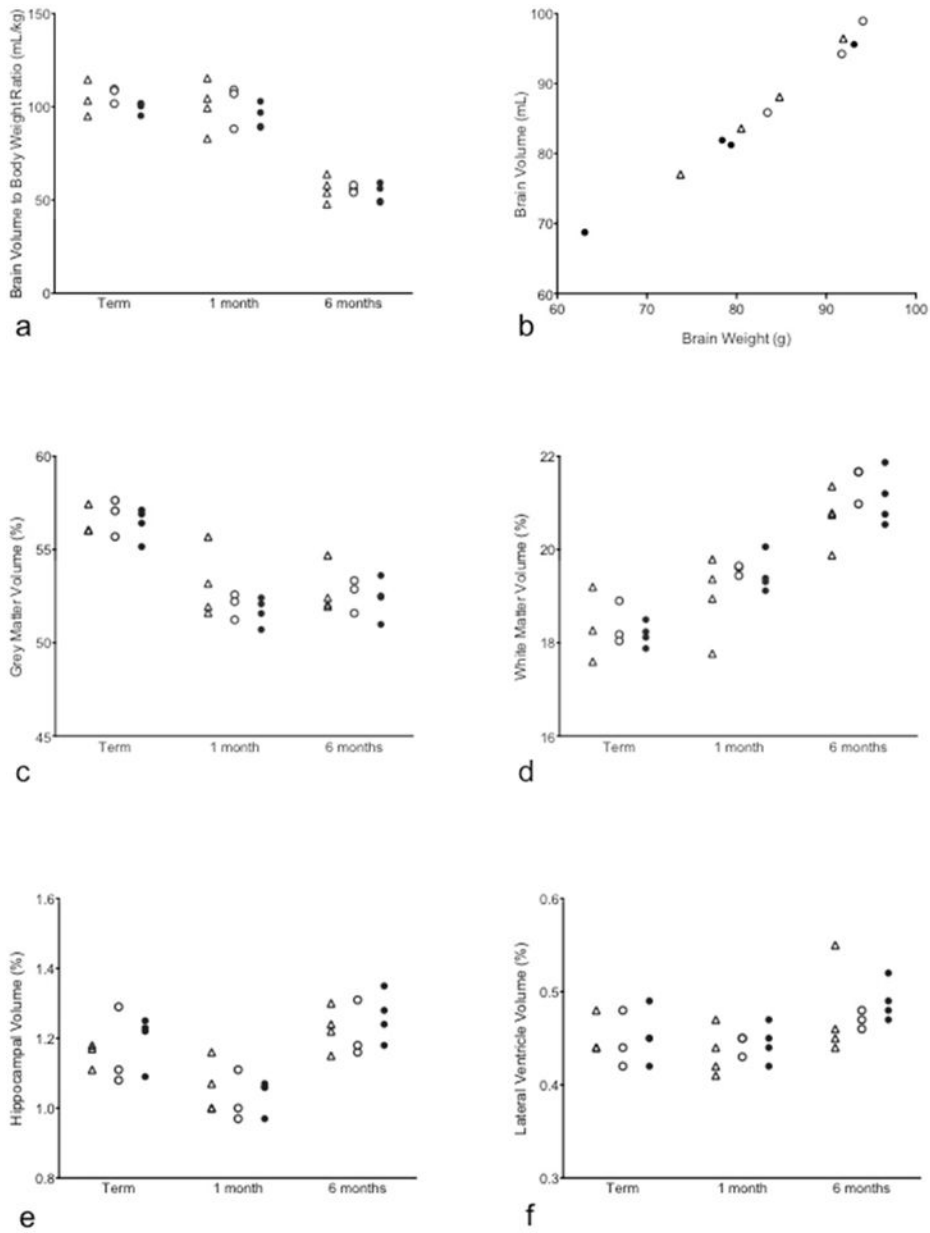 Brain Volume to Body Weight Ratio (mL/kg)
150
100
50
0
Term 1 month 6 months
a
Brain Volume (mL)
100
90
80
70
60
60 70 80 90 100
Brain Weight (g)
b
Grey Matter Volume (%)
60
55
50
45
Term 1 month 6 months
c
White Matter Volume (%)
22
20
18
16
Term 1 month 6 months
d
Hippocampal Volume (%)
1.6
1.4
1.2
1.0
0.8
Term 1 month 6 months
e
Lateral Ventricle Volume (%)
0.6
0.5
0.4
0.3
Term 1 month 6 months
f